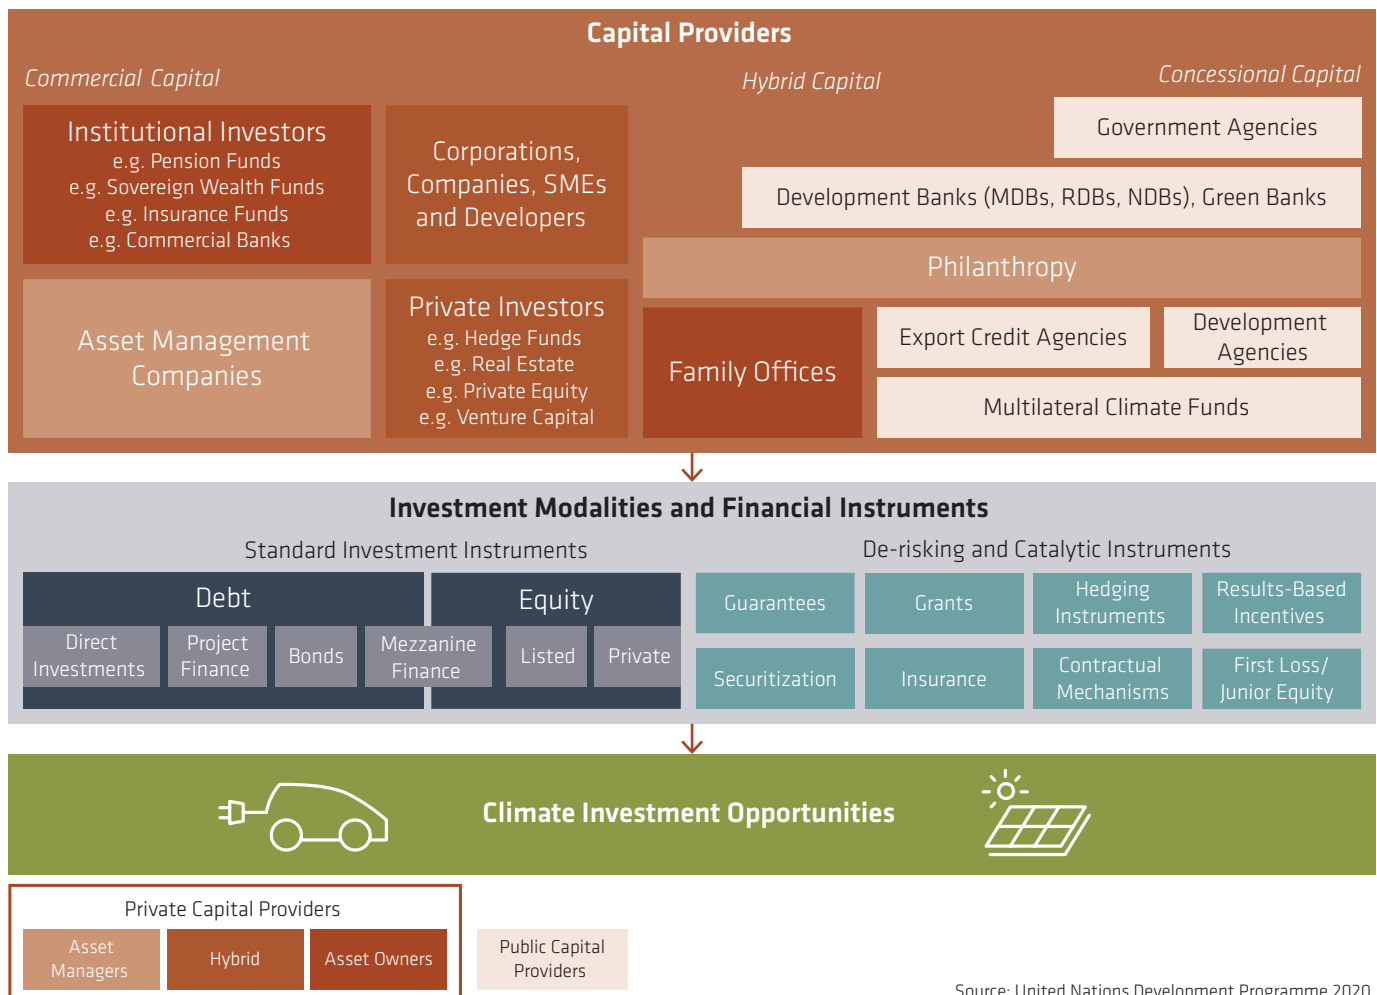 Capital Providers
Commercial Capital
Hybrid Capital
Concessional Capital
Institutional Investors
e.g. Pension Funds
e.g. Sovereign Wealth Funds
e.g. Insurance Funds
e.g. Commercial Banks
Corporations,
Companies, SMEs
and Developers
Government Agencies
Development Banks (MDBs, RDBs, NDBs), Green Banks
Philanthropy
Asset Management
Companies
Private Investors
e.g. Hedge Funds
e.g. Real Estate
e.g. Private Equity
e.g. Venture Capital
Family Offices
Export Credit Agencies
Development
Agencies
Multilateral Climate Funds
Investment Modalities and Financial Instruments
Standard Investment Instruments
De-risking and Catalytic Instruments
Debt
Equity
Direct
Investments
Project
Finance
Bonds
Mezzanine
Finance
Listed
Private
Guarantees
Grants
Hedging
Instruments
Results-Based
Incentives
Securitization
Insurance
Contractual
Mechanisms
First Loss/
Junior Equity
Climate Investment Opportunities
Private Capital Providers
Asset
Managers
Hybrid
Asset Owners
Public Capital
Providers
Source: United Nations Development Programme 2020